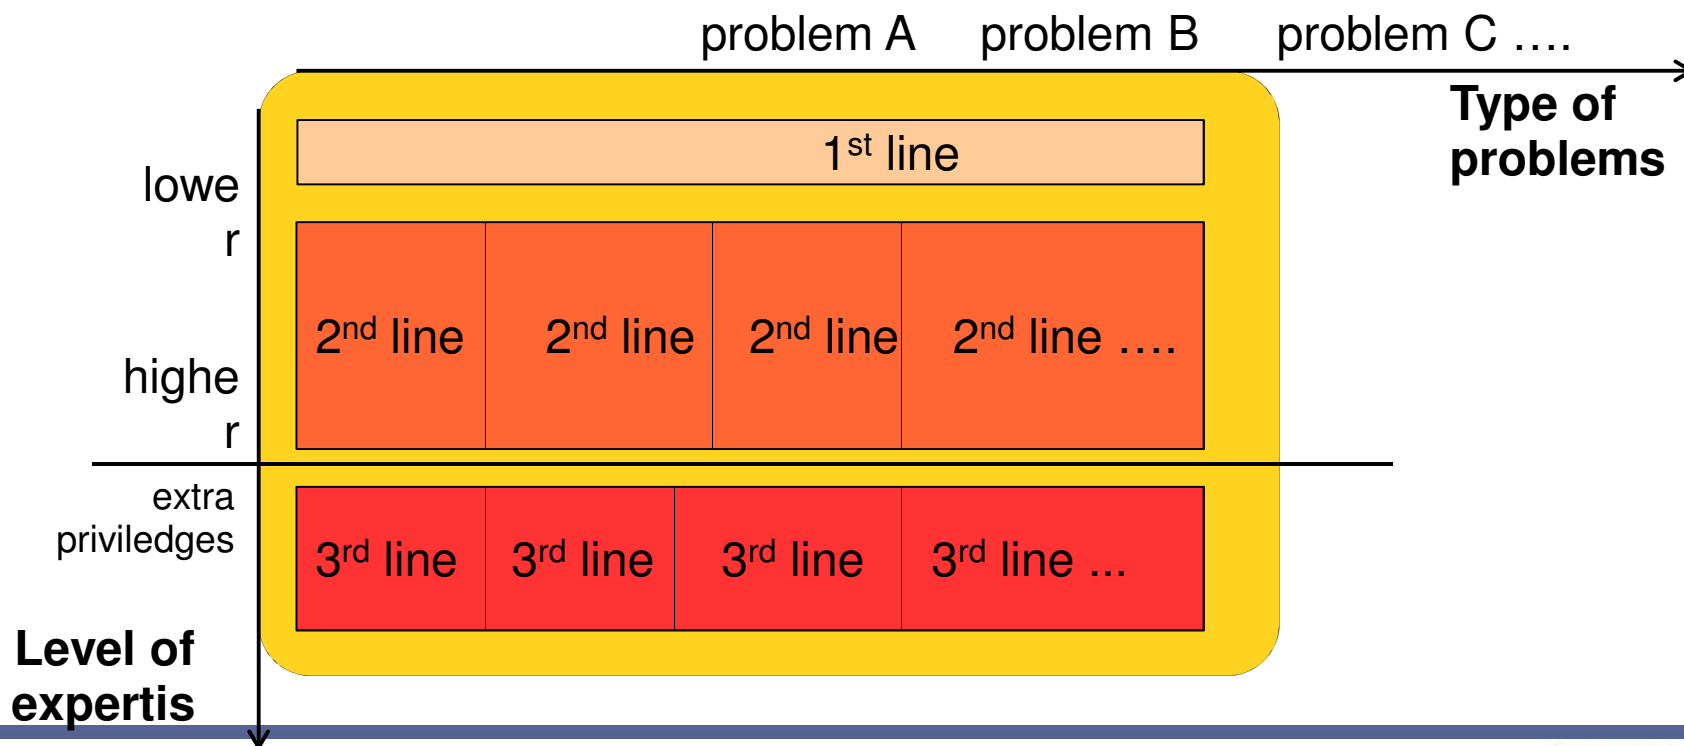 problem A problem B problem C ....
Type of
problems
1st line
lowe
r
2nd line 2nd line 2nd line 2nd line ....
highe
r
extra
priviledges
3rd line 3rd line 3rd line 3rd line ...
Level of
expertis